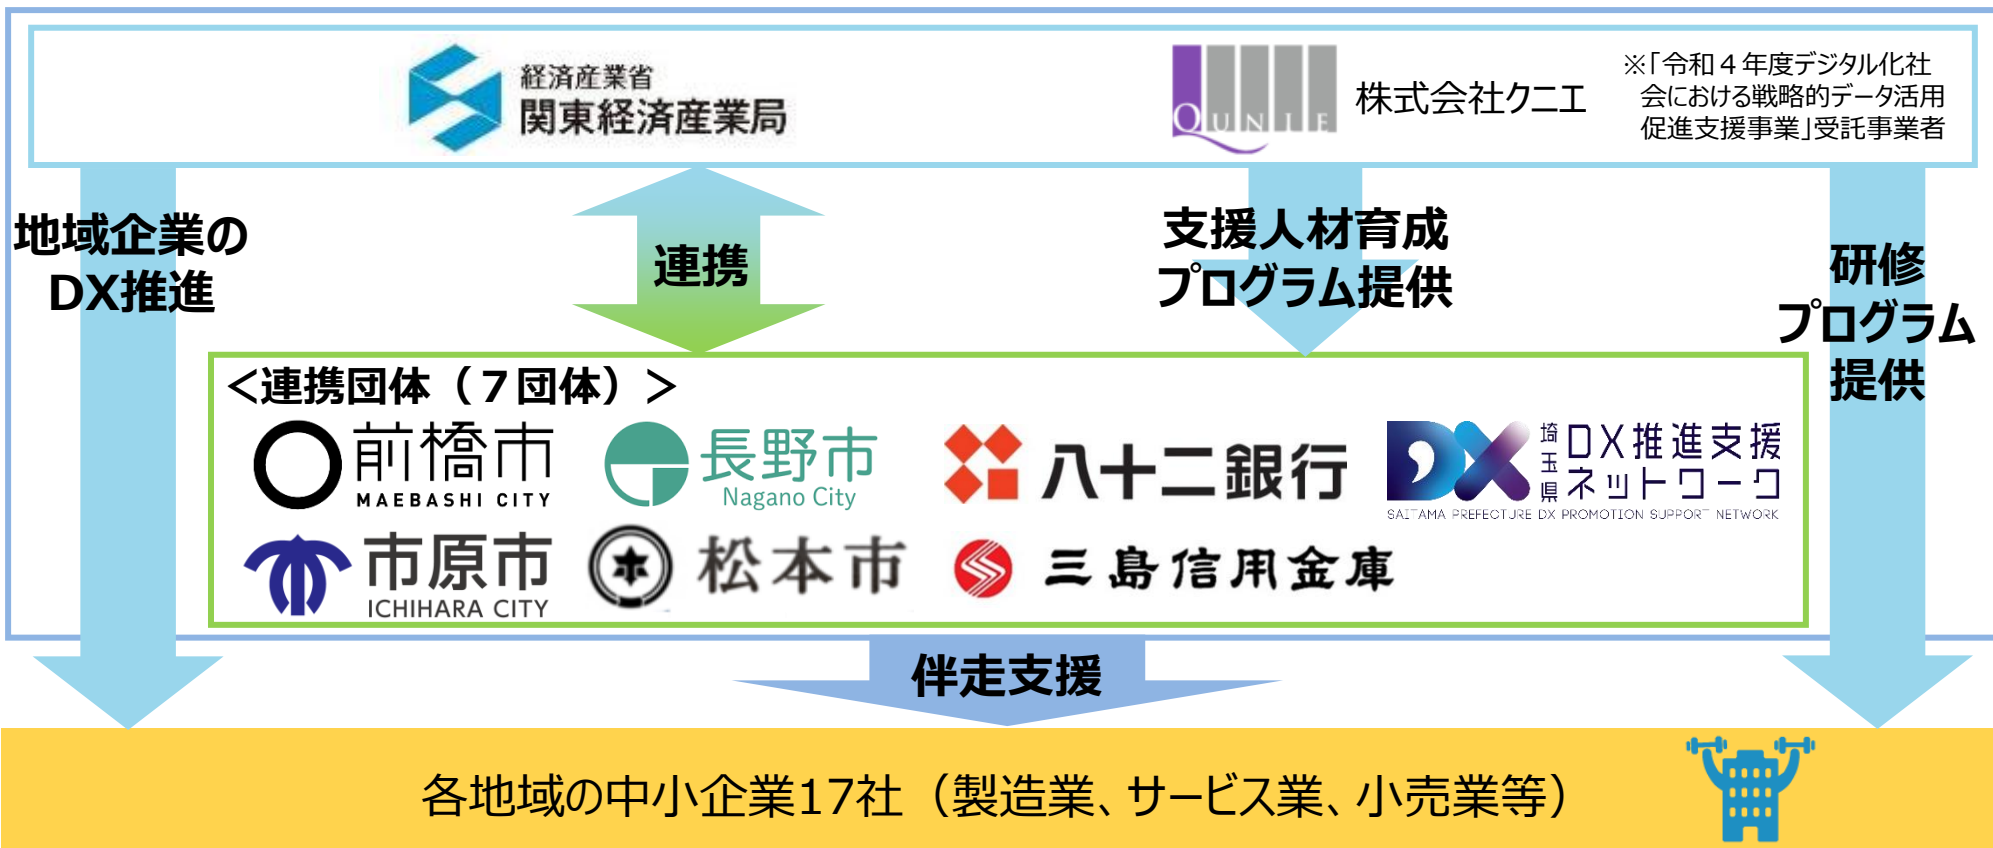 経済産業省
関東経済産業局
QUNIE
株式会社クニエ
※「令和４年度デジタル化社
会における戦略的データ活用
促進支援事業」受託事業者
地域企業の
DX推進
連携
支援人材育成
プログラム提供
研修
プログラム
提供
＜連携団体（７団体）＞
前橋市
MAEBASHI CITY
長野市
Nagano City
八十二銀行
DX
埼玉県
DX推進支援
ネットワーク
SAITAMA PREFECTURE DX PROMOTION SUPPORT NETWORK
市原市
ICHIHARA CITY
松本市
三島信用金庫
伴走支援
各地域の中小企業17社（製造業、サービス業、小売業等）